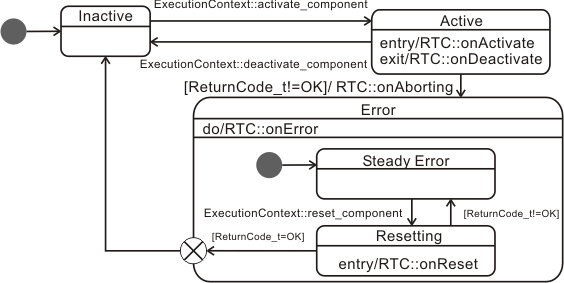 ExecutionContext::activate_component
Inactive
Active
entry/RTC::onActivate
exit/RTC::onDeactivate
ExecutionContext::deactivate_component
[ReturnCode_t!=OK]/ RTC::onAborting
Error
do/RTC::onError
Steady Error
ExecutionContext::reset_component
[ReturnCode_t!=OK]
[ReturnCode_t=OK]
Resetting
entry/RTC::onReset